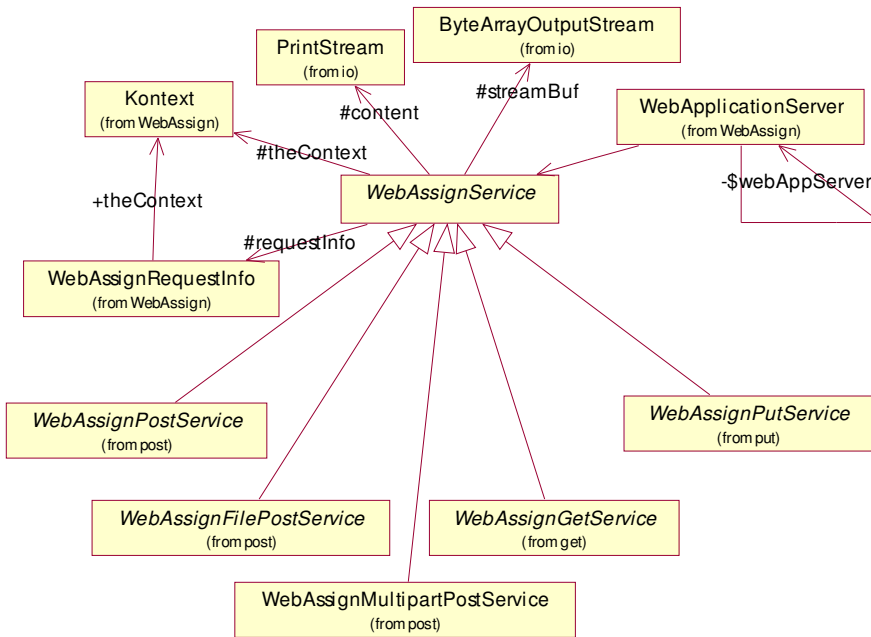 ByteArrayOutputStream
(from io)
PrintStream
(from io)
Kontext
(from WebAssign)
#streamBuf
#content
WebApplicationServer
(from WebAssign)
#theContext
WebAssignService
-$webAppServer
+theContext
#requestInfo
WebAssignRequestInfo
(from WebAssign)
WebAssignPostService
(from post)
WebAssignPutService
(from put)
WebAssignFilePostService
(from post)
WebAssignGetService
(from get)
WebAssignMultipartPostService
(from post)